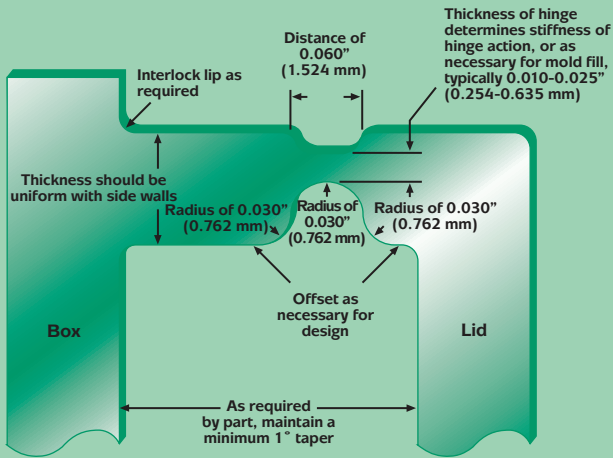 Thickness of hinge
determines stiffness of
hinge action, or as
necessary for mold fill,
typically 0.010-0.025”
(0.254-0.635 mm)
Distance of
0.060”
(1.524 mm)
Interlock lip as
required
Thickness should be
uniform with side walls
Radius of 0.030”
(0.762 mm)
Radius of
0.030”
(0.762 mm)
Radius of 0.030”
(0.762 mm)
Offset as
necessary for
design
Box
Lid
As required
by part, maintain a
minimum 1˚ taper